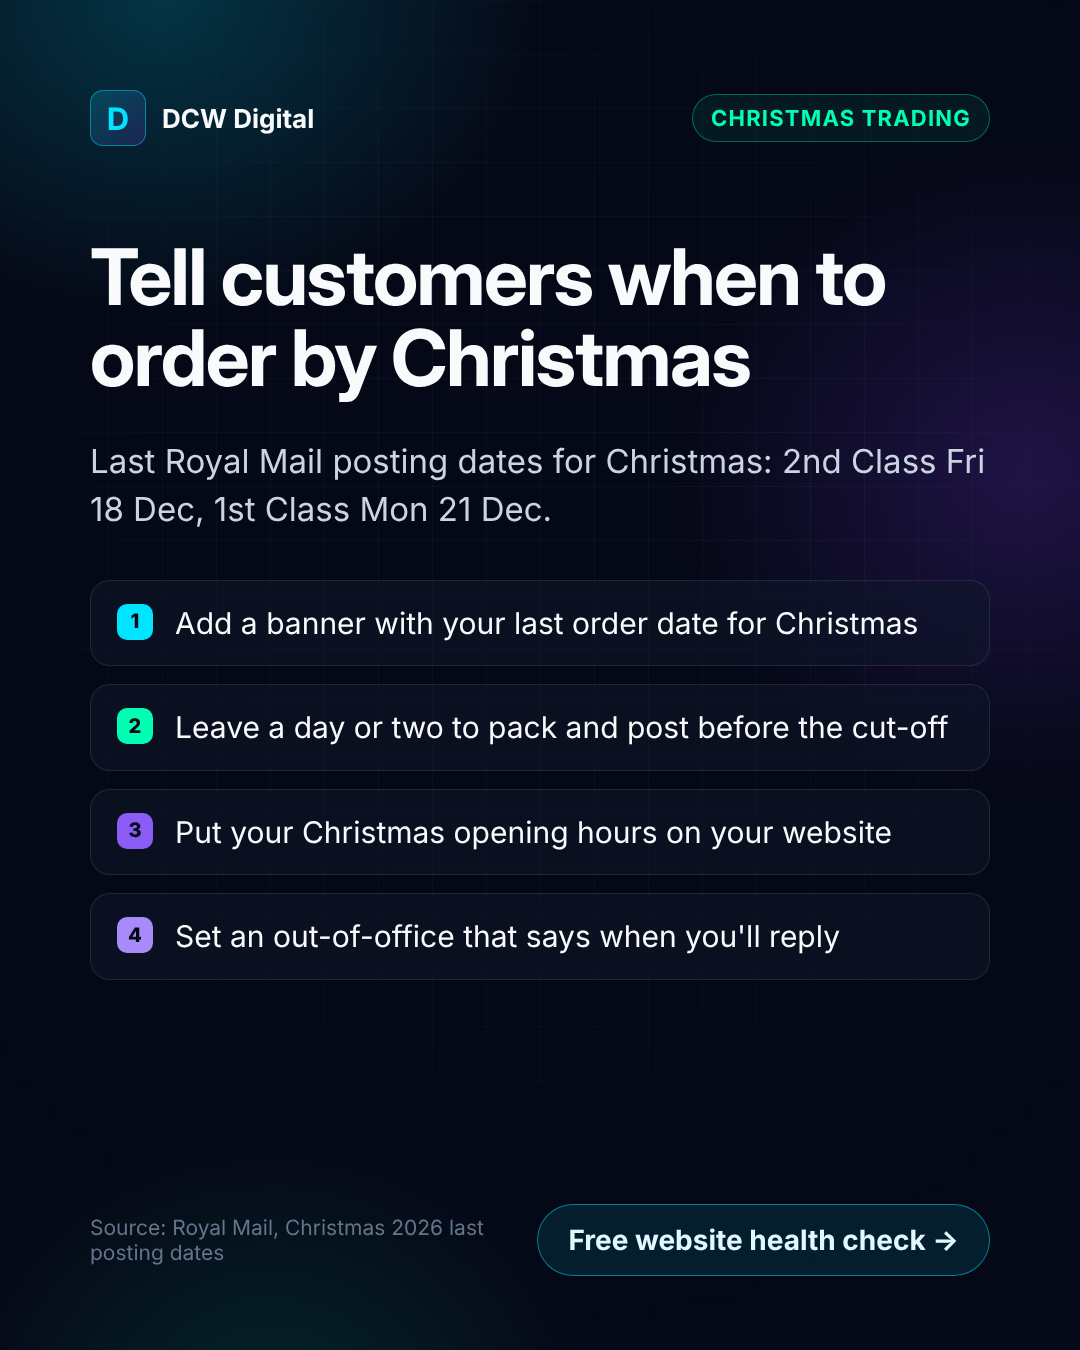 D
DCW Digital
CHRISTMAS TRADING
Tell customers when to
order by Christmas
Last Royal Mail posting dates for Christmas: 2nd Class Fri
18 Dec, 1st Class Mon 21 Dec.
1 Add a banner with your last order date for Christmas
2 Leave a day or two to pack and post before the cut-off
3 Put your Christmas opening hours on your website
4 Set an out-of-office that says when you'll reply
Source: Royal Mail, Christmas 2026 last
posting dates
Free website health check →